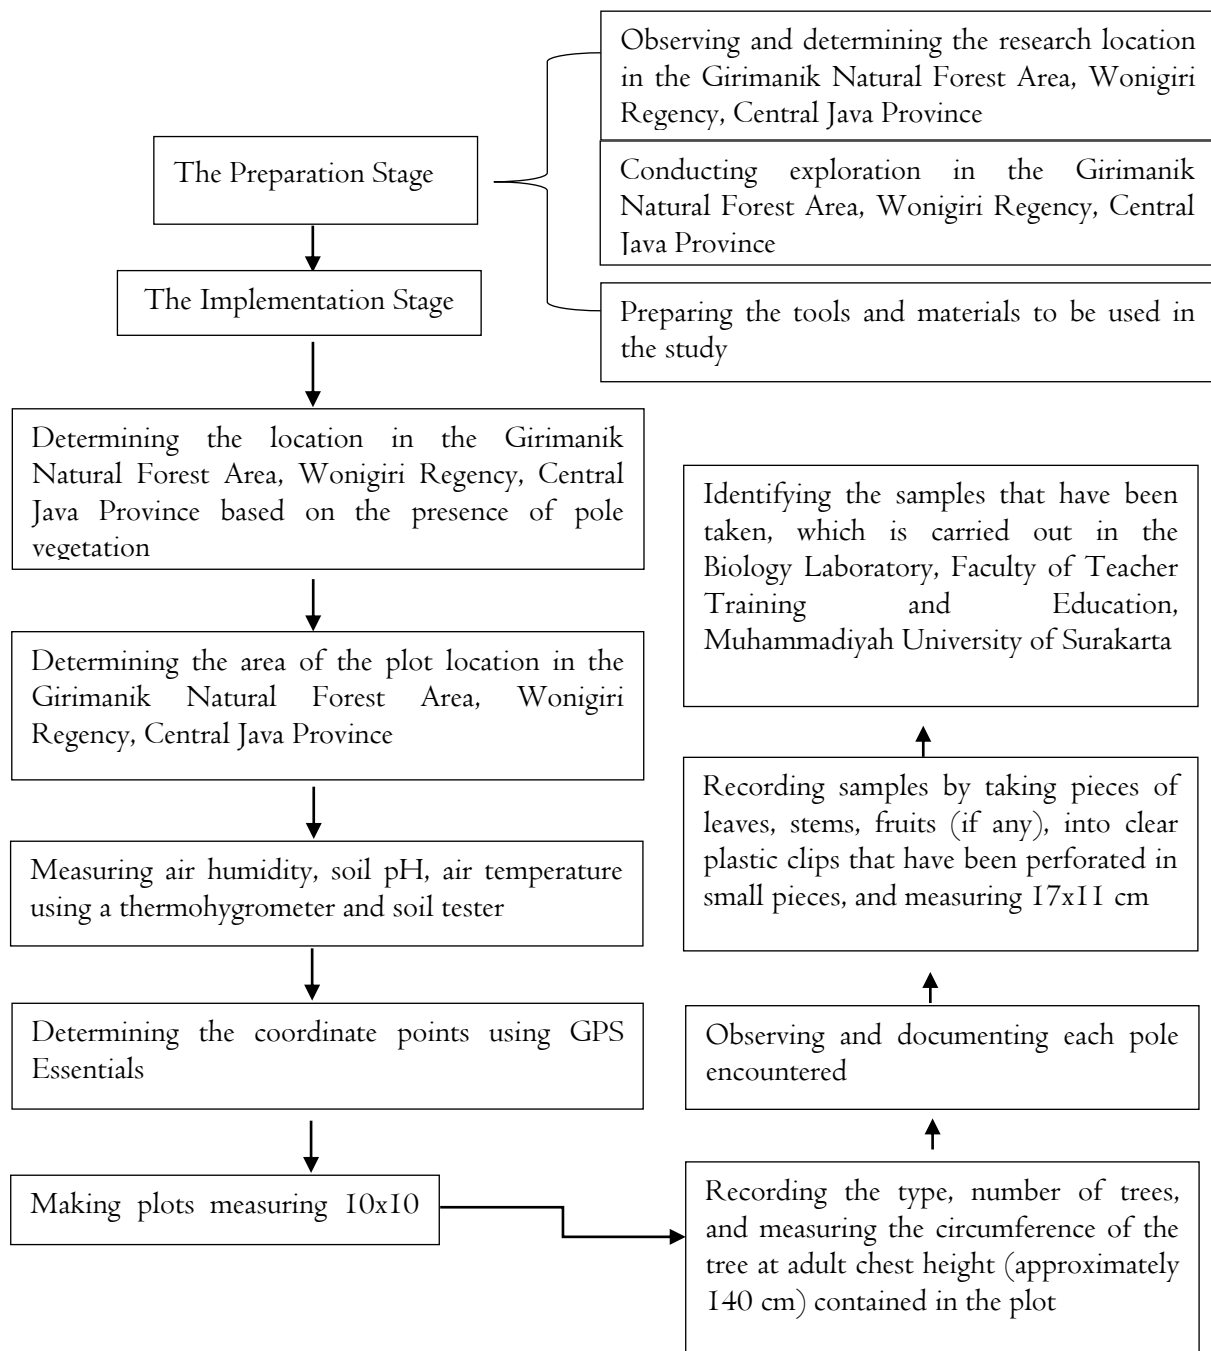 The Preparation Stage
Observing and determining the research location
in the Girimanik Natural Forest Area, Wonigiri
Regency, Central Java Province
Conducting exploration in the Girimanik
Natural Forest Area, Wonigiri Regency, Central
Java Province
Preparing the tools and materials to be used in
the study
The Implementation Stage
Determining the location in the Girimanik
Natural Forest Area, Wonigiri Regency, Central
Java Province based on the presence of pole
vegetation
Determining the area of the plot location in the
Girimanik Natural Forest Area, Wonigiri
Regency, Central Java Province
Measuring air humidity, soil pH, air temperature
using a thermohygrometer and soil tester
Determining the coordinate points using GPS
Essentials
Making plots measuring 10x10
Recording the type, number of trees,
and measuring the circumference of the
tree at adult chest height (approximately
140 cm) contained in the plot
Observing and documenting each pole
encountered
Recording samples by taking pieces of
leaves, stems, fruits (if any), into clear
plastic clips that have been perforated in
small pieces, and measuring 17x11 cm
Identifying the samples that have been
taken, which is carried out in the
Biology Laboratory, Faculty of Teacher
Training and Education,
Muhammadiyah University of Surakarta